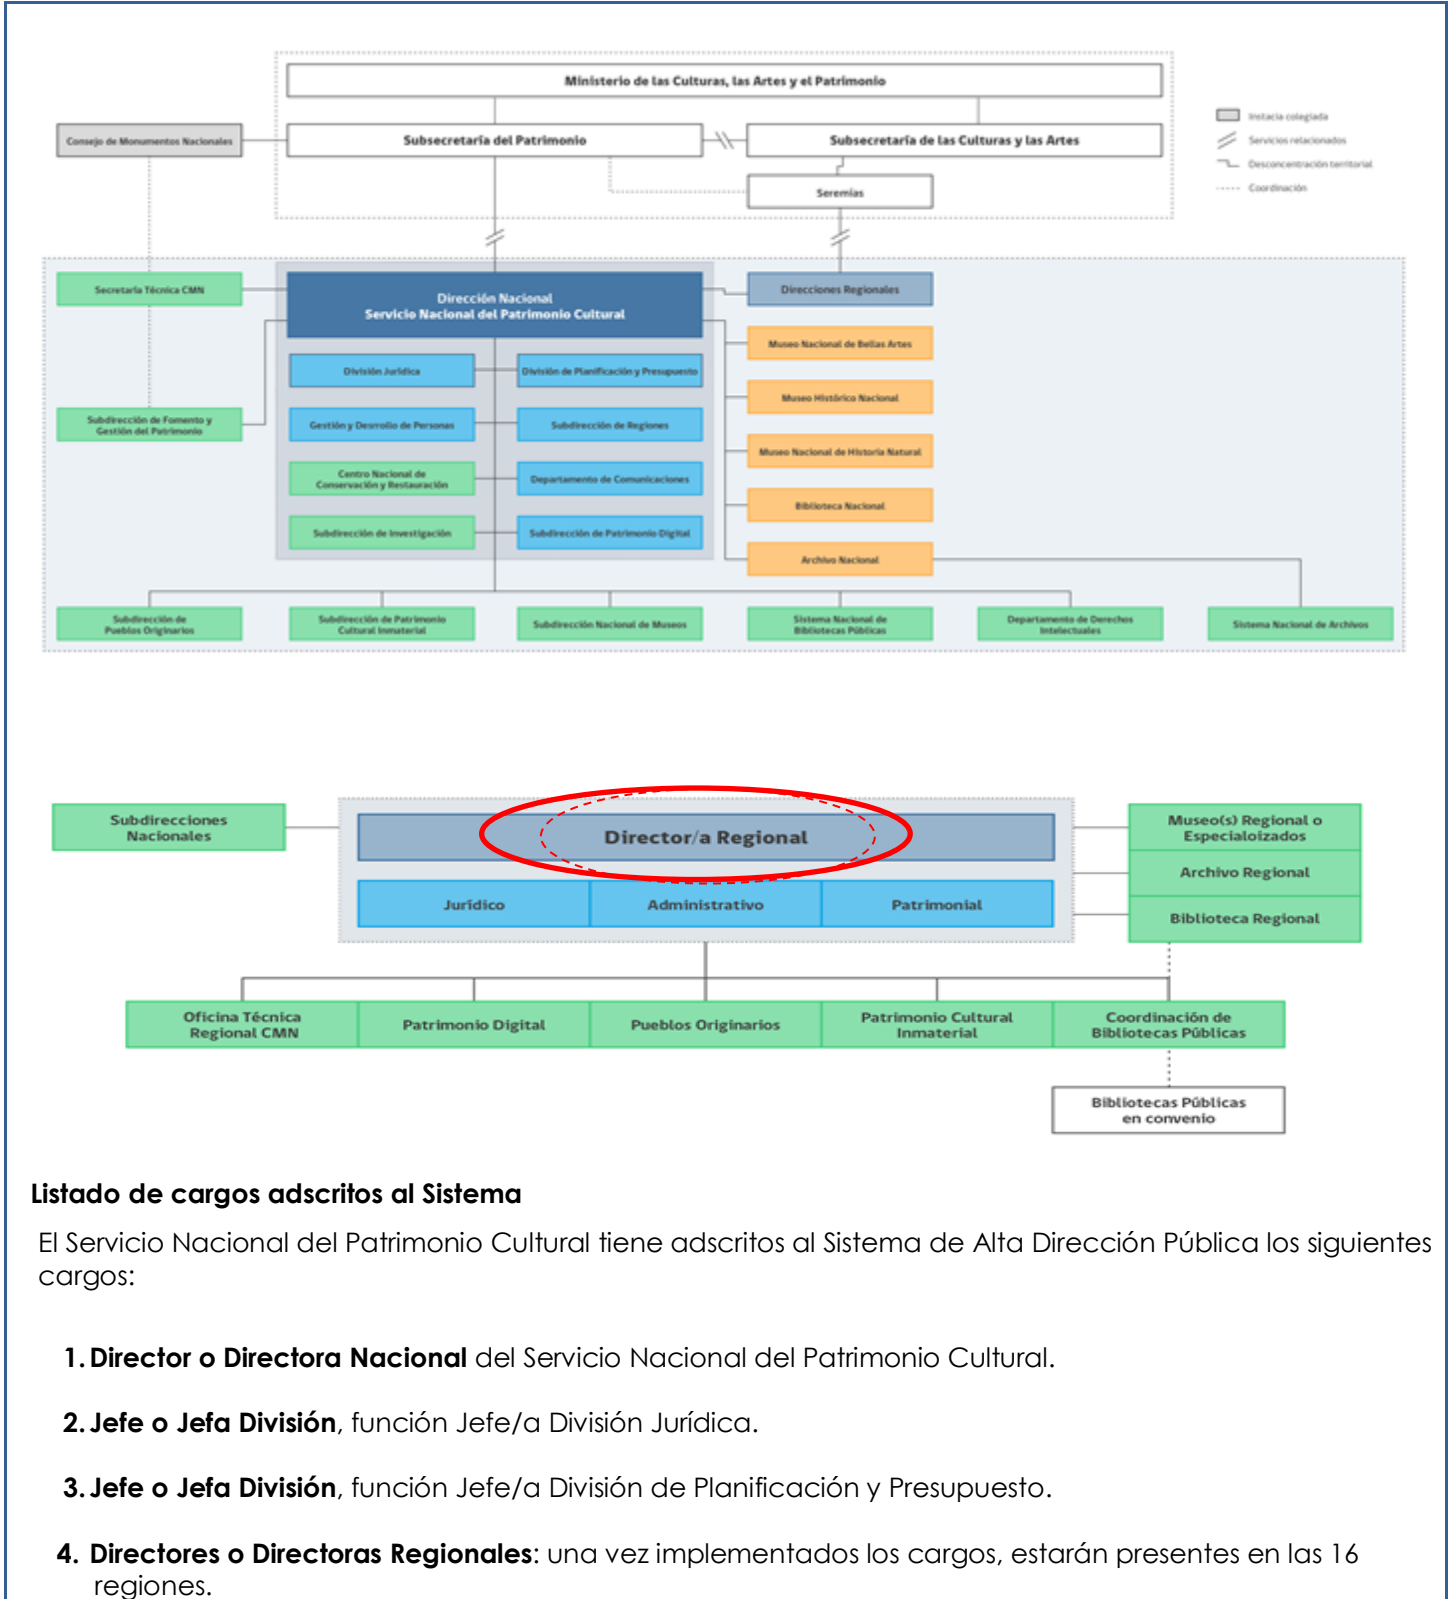 Ministerio de las Culturas, las Artes y el Patrimonio
Consejo de Monumentos Nacionales
Subsecretaría del Patrimonio
Subsecretaría de las Culturas y las Artes
Seremías
Instacia colegiada
Servicios relacionados
Desconcentración territorial
Coordinación
Secretaría Técnica CMN
Dirección Nacional
Servicio Nacional del Patrimonio Cultural
Direcciones Regionales
Museo Nacional de Bellas Artes
División Jurídica
División de Planificación y Presupuesto
Museo Histórico Nacional
Subdirección de Fomento y
Gestión del Patrimonio
Gestión y Desrrollo de Personas
Subdirección de Regiones
Museo Nacional de Historia Natural
Centro Nacional de
Conservación y Restauración
Departamento de Comunicaciones
Biblioteca Nacional
Subdirección de Investigación
Subdirección de Patrimonio Digital
Archivo Nacional
Subdirección de
Pueblos Originarios
Subdirección de Patrimonio
Cultural Inmaterial
Subdirección Nacional de Museos
Sistema Nacional de
Bibliotecas Públicas
Departamento de Derechos
Intelectuales
Sistema Nacional de Archivos
Subdirecciones
Nacionales
Director/a Regional
Museo(s) Regional o
Especialoizados
Archivo Regional
Biblioteca Regional
Jurídico
Administrativo
Patrimonial
Oficina Técnica
Regional CMN
Patrimonio Digital
Pueblos Originarios
Patrimonio Cultural
Inmaterial
Coordinación de
Bibliotecas Públicas
Bibliotecas Públicas
en convenio
Listado de cargos adscritos al Sistema
El Servicio Nacional del Patrimonio Cultural tiene adscritos al Sistema de Alta Dirección Pública los siguientes
cargos:
1. Director o Directora Nacional del Servicio Nacional del Patrimonio Cultural.
2. Jefe o Jefa División, función Jefe/a División Jurídica.
3. Jefe o Jefa División, función Jefe/a División de Planificación y Presupuesto.
4. Directores o Directoras Regionales: una vez implementados los cargos, estarán presentes en las 16
regiones.